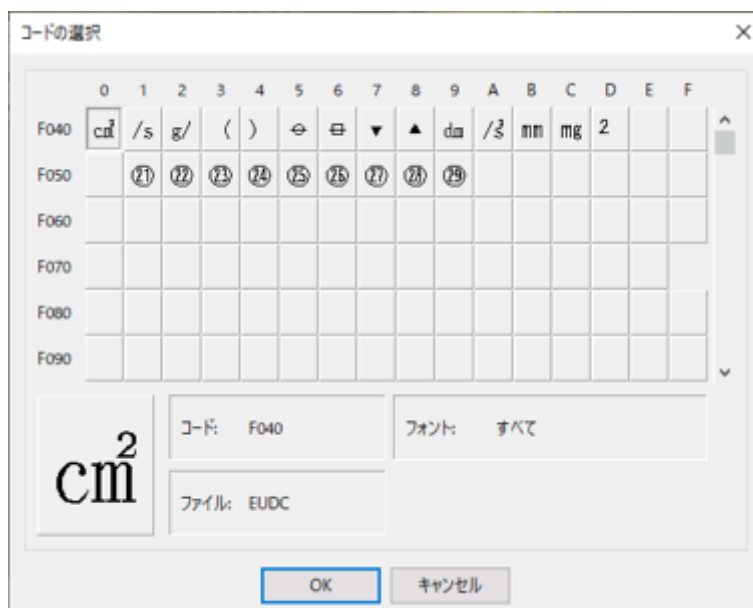 コードの選択
0 1 2 3 4 5 6 7 8 9 A B C D E F
F040 cm² /s g/ ( ) ⊖ ▼ ▲ dm /s² mm mg 2
F050 ㉑ ㉒ ㉓ ㉔ ㉕ ㉖ ㉗ ㉘ ㉙
F060
F070
F080
F090
cm²
コード: F040
フォント: すべて
ファイル: EUDC
OK キャンセル